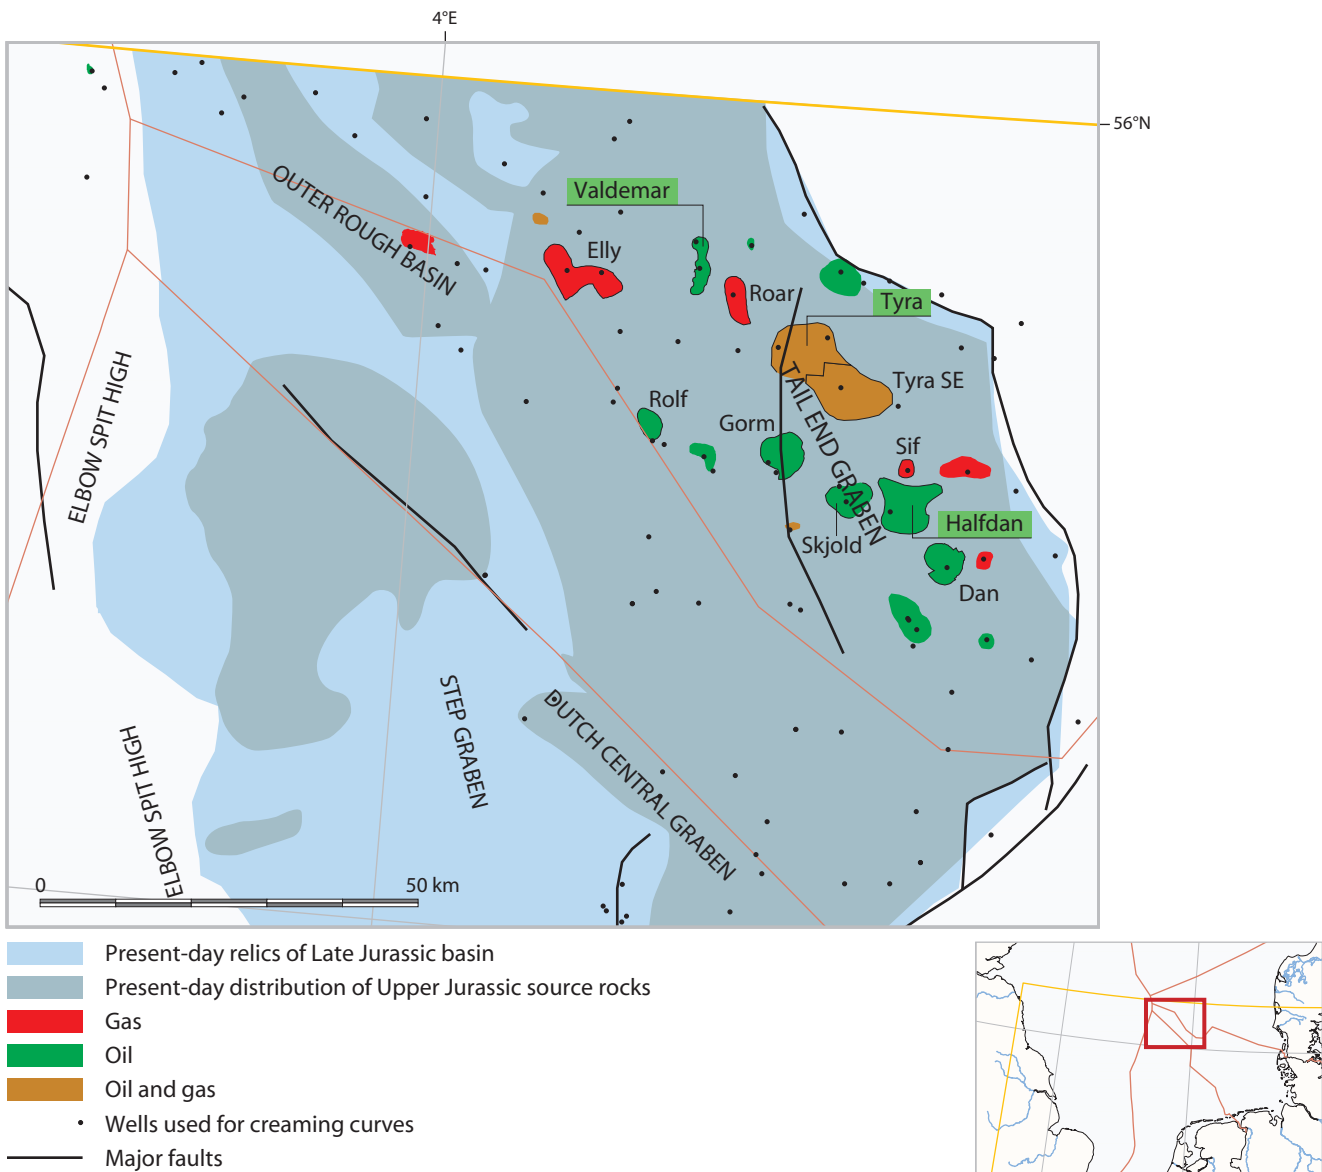 4°E
56°N
OUTER ROUGH BASIN
Valdemar
Elly
Roar
Tyra
ELBOW SPIT HIGH
TAIL END GRABEN
Tyra SE
Rolf
Gorm
Sif
Halfdan
Skjold
Dan
STEP GRABEN
DUTCH CENTRAL GRABEN
ELBOW SPIT HIGH
0
50 km
Present-day relics of Late Jurassic basin
Present-day distribution of Upper Jurassic source rocks
Gas
Oil
Oil and gas
Wells used for creaming curves
Major faults